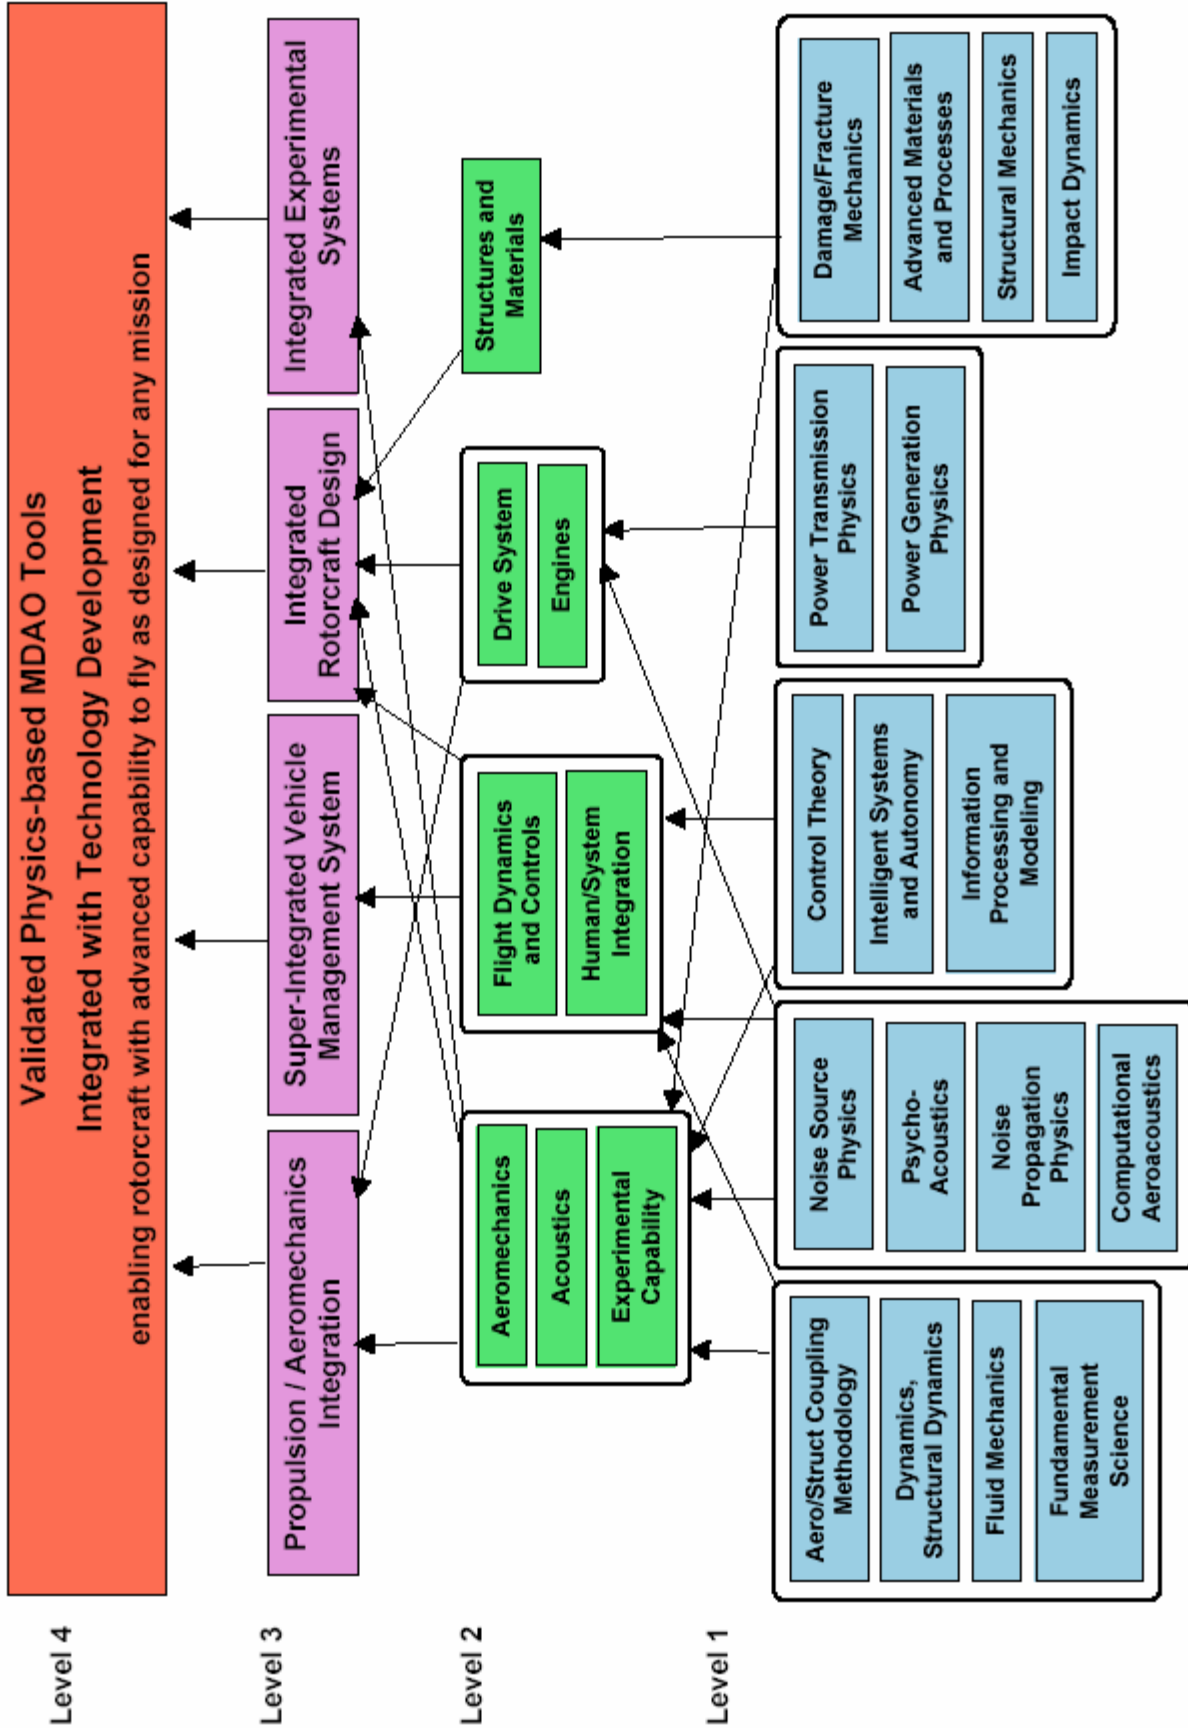 Level 4
Validated Physics-based MDAO Tools
Integrated with Technology Development
enabling rotorcraft with advanced capability to fly as designed for any mission
Level 3
Propulsion / Aeromechanics
Integration
Super-Integrated Vehicle
Management System
Integrated
Rotorcraft Design
Integrated Experimental
Systems
Level 2
Aeromechanics
Acoustics
Experimental
Capability
Flight Dynamics
and Controls
Human/System
Integration
Drive System
Engines
Structures and
Materials
Level 1
Aero/Struct Coupling
Methodology
Dynamics,
Structural Dynamics
Fluid Mechanics
Fundamental
Measurement
Science
Noise Source
Physics
Psycho-
Acoustics
Noise
Propagation
Physics
Computational
Aeroacoustics
Control Theory
Intelligent Systems
and Autonomy
Information
Processing and
Modeling
Power Transmission
Physics
Power Generation
Physics
Damage/Fracture
Mechanics
Advanced Materials
and Processes
Structural Mechanics
Impact Dynamics